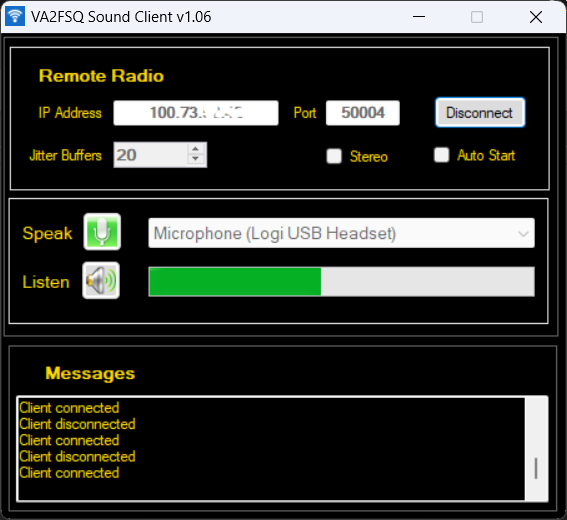 VA2FSQ Sound Client v1.06
Remote Radio
IP Address 100.73. Port 50004 Disconnect
Jitter Buffers 20 Stereo Auto Start
Speak Microphone (Logi USB Headset)
Listen
Messages
Client connected
Client disconnected
Client connected
Client disconnected
Client connected